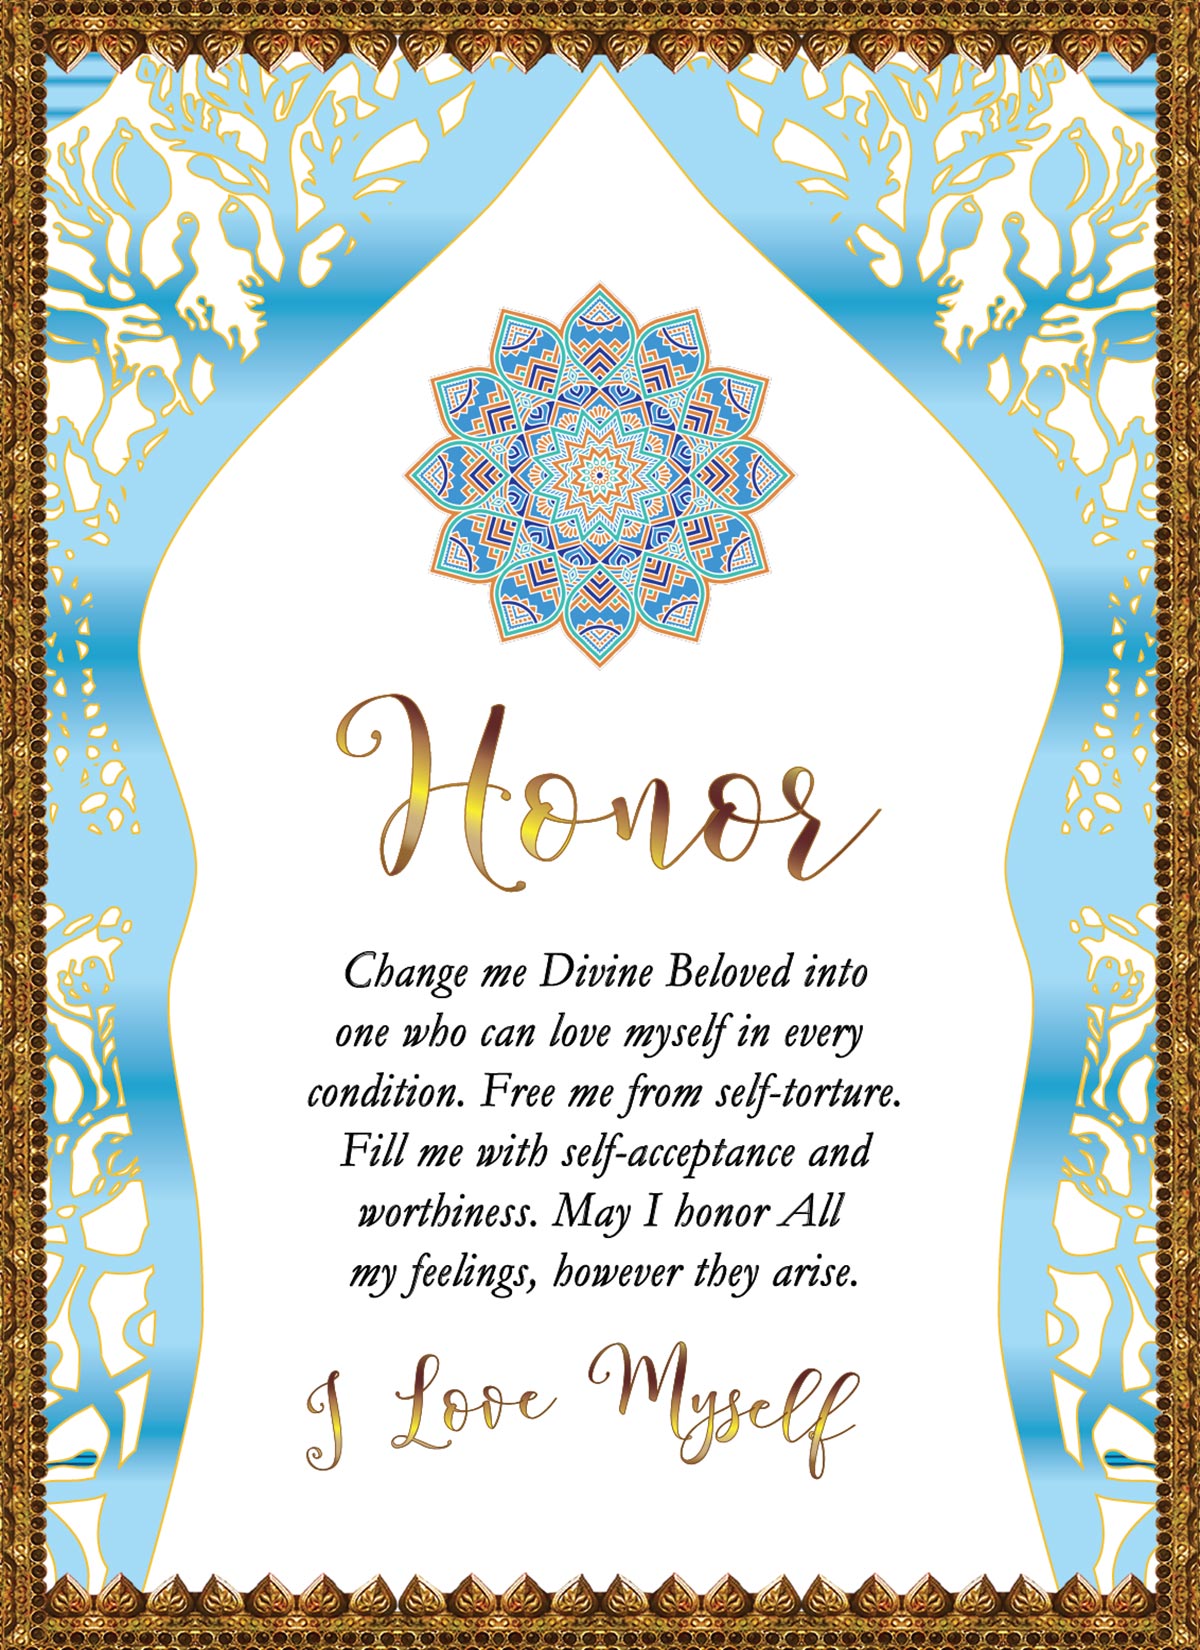 Honor
Change me Divine Beloved into
one who can love myself in every
condition. Free me from self-torture.
Fill me with self-acceptance and
worthiness. May I honor All
my feelings, however they arise.
I Love Myself